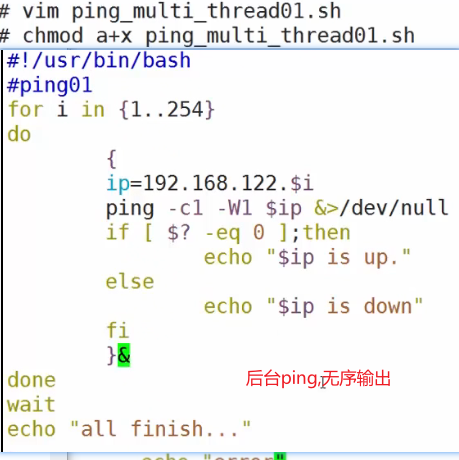 # vim ping_multi_thread01.sh
# chmod a+x ping_multi_thread01.sh
#!/usr/bin/bash
#ping01
for i in {1..254}
do
        {
        ip=192.168.122.$i
        ping -c1 -W1 $ip &>/dev/null
        if [ $? -eq 0 ];then
                echo "$ip is up."
        else
                echo "$ip is down"
        fi
        }&
done
后台ping,无序输出
wait
echo "all finish..."
echo "error"